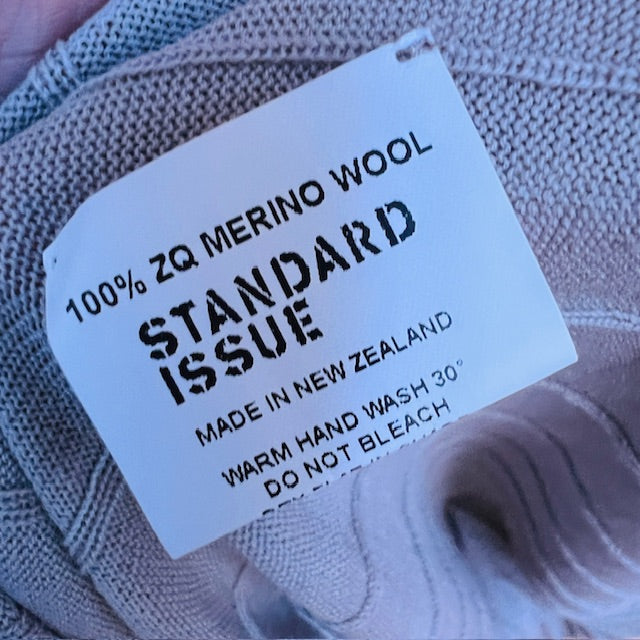 100% ZQ MERINO WOOL
STANDARD
ISSUE
MADE IN NEW ZEALAND
WARM HAND WASH 30°
DO NOT BLEACH